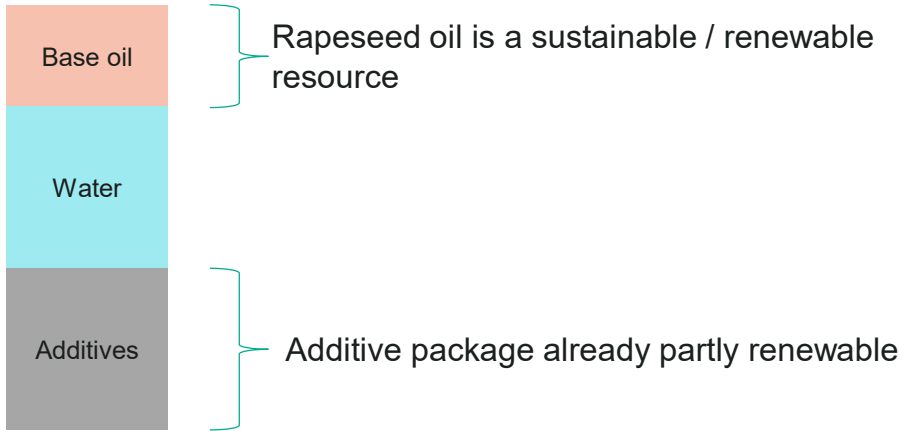 Base oil
Rapeseed oil is a sustainable / renewable
resource
Water
Additives
Additive package already partly renewable